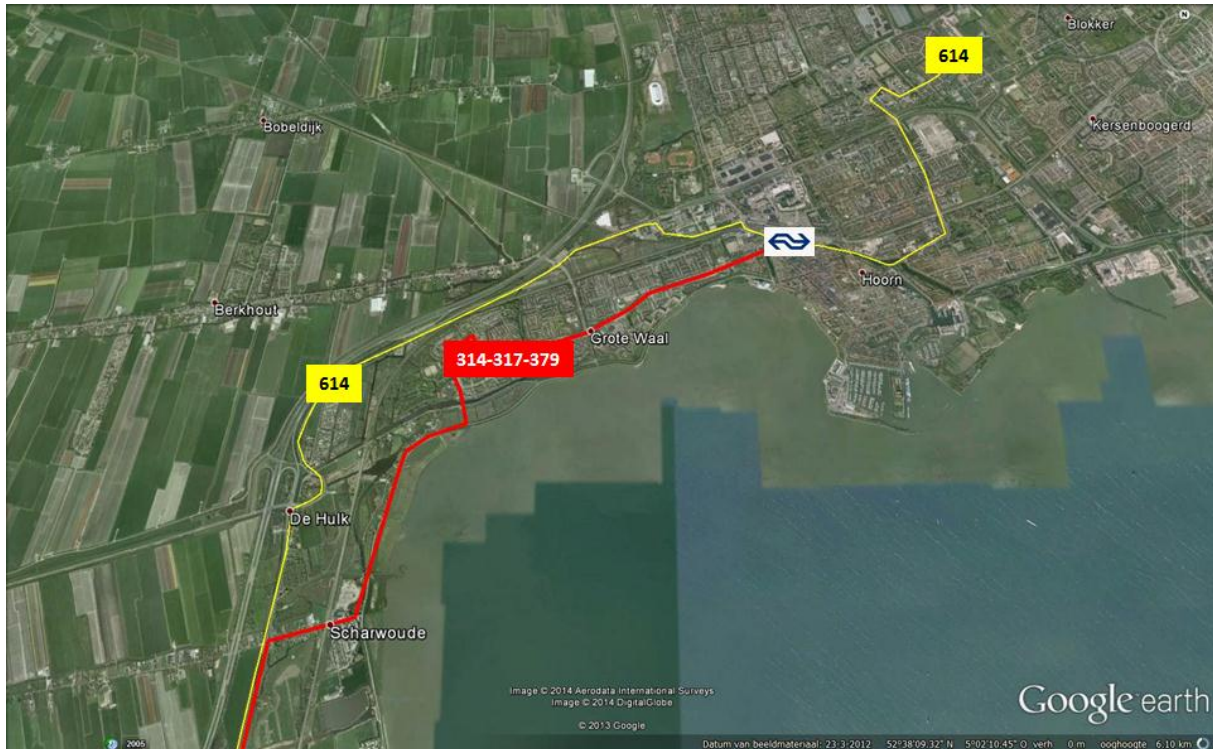 N
Blokker
614
Kersenboogerd
Bobeldijk
Hoorn
Berkhout
Grote Waal
314-317-379
614
De Hulk
Scharwoude
Image © 2014 Aerodata International Surveys
Image © 2014 DigitalGlobe
© 2013 Google
Google earth
2005
Datum van beeldmateriaal: 23-3-2012 52°38'09.32" N 5°02'10.45" O verh 0 m ooghoogte 6.10 km